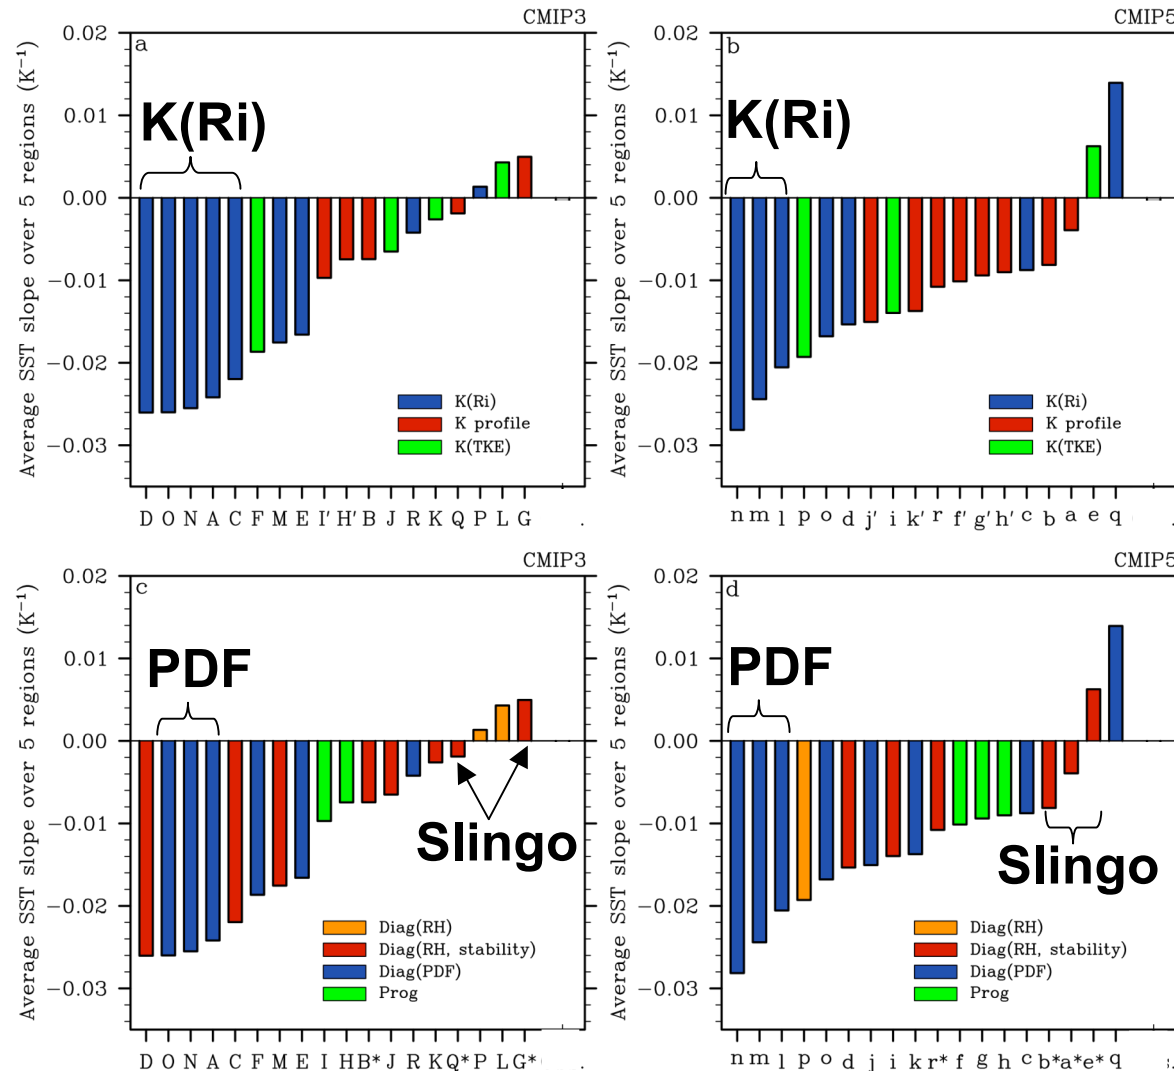 CMIP3
a
Average SST slope over 5 regions (K⁻¹)
0.02
0.01
0.00
−0.01
−0.02
−0.03
K(Ri)
K(Ri)
K profile
K(TKE)
D O N A C F M E I' H' B J R K Q P L G .
CMIP5
b
Average SST slope over 5 regions (K⁻¹)
0.02
0.01
0.00
−0.01
−0.02
−0.03
K(Ri)
K(Ri)
K profile
K(TKE)
n m l p o d j' i k' r f' g' h' c b a e q
CMIP3
c
Average SST slope over 5 regions (K⁻¹)
0.02
0.01
0.00
−0.01
−0.02
−0.03
PDF
Slingo
Diag(RH)
Diag(RH, stability)
Diag(PDF)
Prog
D O N A C F M E I H B* J R K Q* P L G*
CMIP5
d
Average SST slope over 5 regions (K⁻¹)
0.02
0.01
0.00
−0.01
−0.02
−0.03
PDF
Slingo
Diag(RH)
Diag(RH, stability)
Diag(PDF)
Prog
n m l p o d j i k r* f g h c b* a* e* q